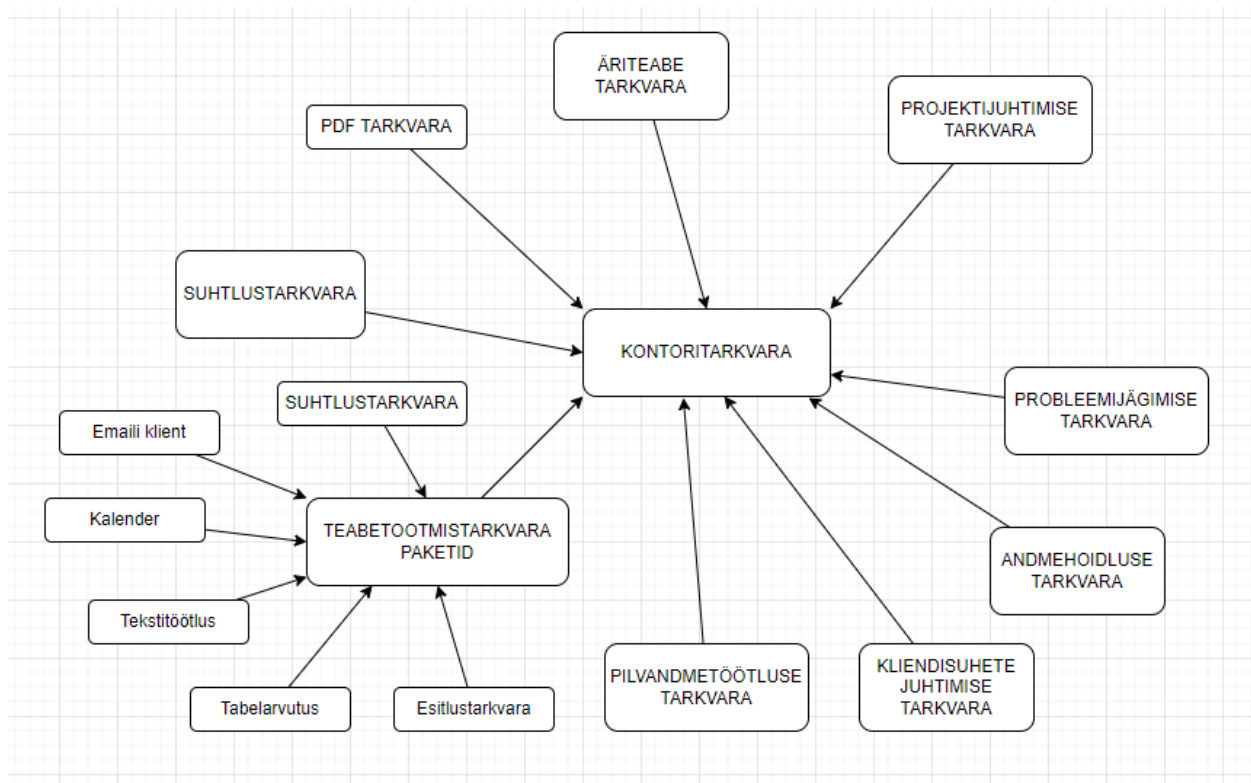 ÄRITEABE
TARKVARA
PROJEKTIJUHTIMISE
TARKVARA
PDF TARKVARA
SUHTLUSTARKVARA
KONTORITARKVARA
SUHTLUSTARKVARA
PROBLEEMIJÄGIMISE
TARKVARA
Emaili klient
Kalender
TEABETOOTMISTARKVARA
PAKETID
ANDMEHOIDLUSE
TARKVARA
Tekstitöötlus
PILVANDMETÖÖTLUSE
TARKVARA
KLIENDISUHETE
JUHTIMISE
TARKVARA
Tabelarvutus
Esitlustarkvara